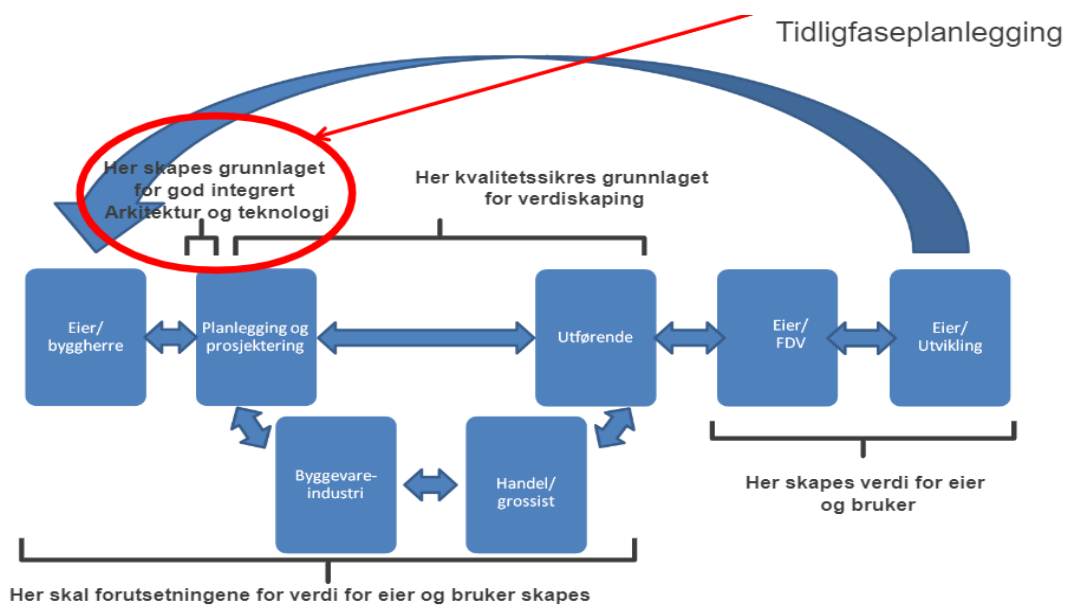 Tidligfaseplanlegging
Her skapes grunnlaget
for god integrert
Arkitektur og teknologi
Her kvalitetssikres grunnlaget
for verdiskaping
Eier/
byggherre
Planlegging og
prosjektering
Utførende
Eier/
FDV
Eier/
Utvikling
Byggevare-
industri
Handel/
grossist
Her skapes verdi for eier
og bruker
Her skal forutsetningene for verdi for eier og bruker skapes